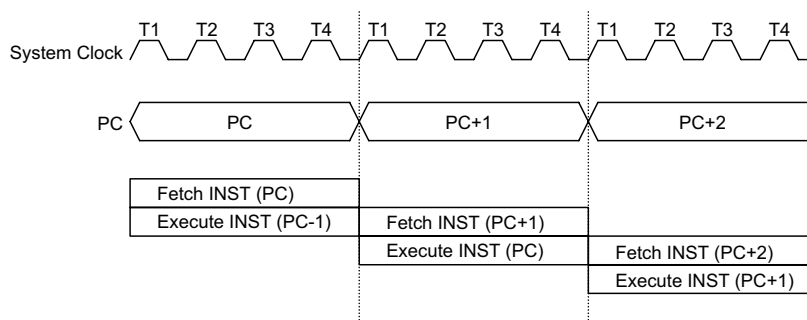 T1 T2 T3 T4 T1 T2 T3 T4 T1 T2 T3 T4
System Clock
PC PC PC+1 PC+2
Fetch INST (PC)
Execute INST (PC-1) Fetch INST (PC+1)
Execute INST (PC) Fetch INST (PC+2)
Execute INST (PC+1)